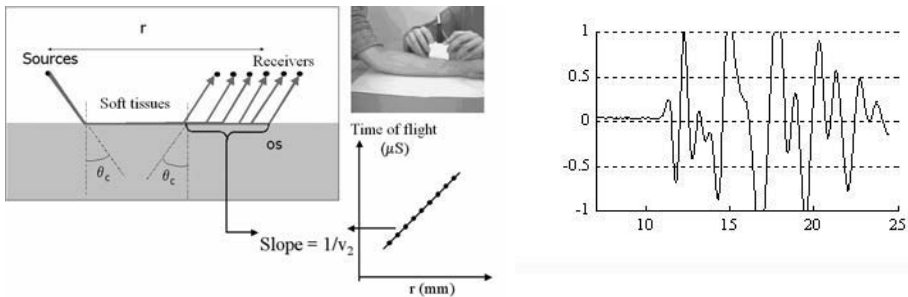 r
Sources
Receivers
Soft tissues
os
θc
θc
Time of flight
(µS)
Slope = 1/v2
r (mm)
1
0.5
0
-0.5
-1
10
15
20
25